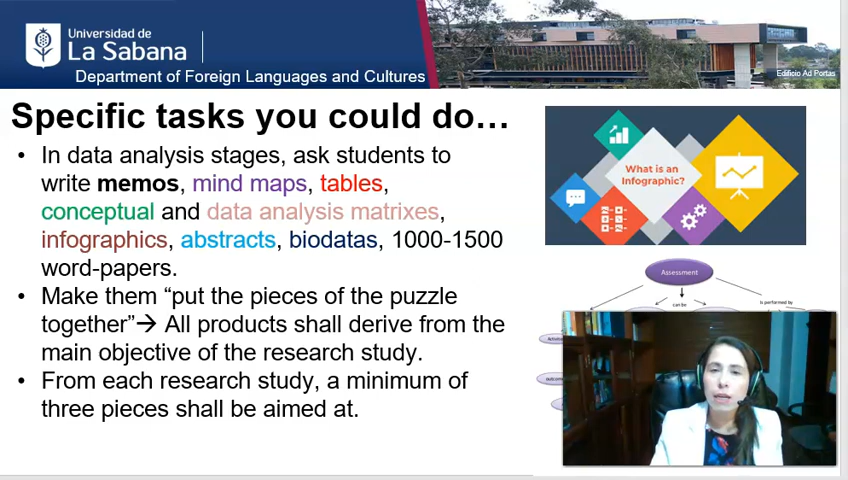 Universidad de
La Sabana
Department of Foreign Languages and Cultures
Edificio Ad Portas
Specific tasks you could do…
• In data analysis stages, ask students to
write memos, mind maps, tables,
conceptual and data analysis matrixes,
infographics, abstracts, biodatas, 1000-1500
word-papers.
• Make them “put the pieces of the puzzle
together”→ All products shall derive from the
main objective of the research study.
• From each research study, a minimum of
three pieces shall be aimed at.
What is an
Infographic?
Assessment
can be
is performed by